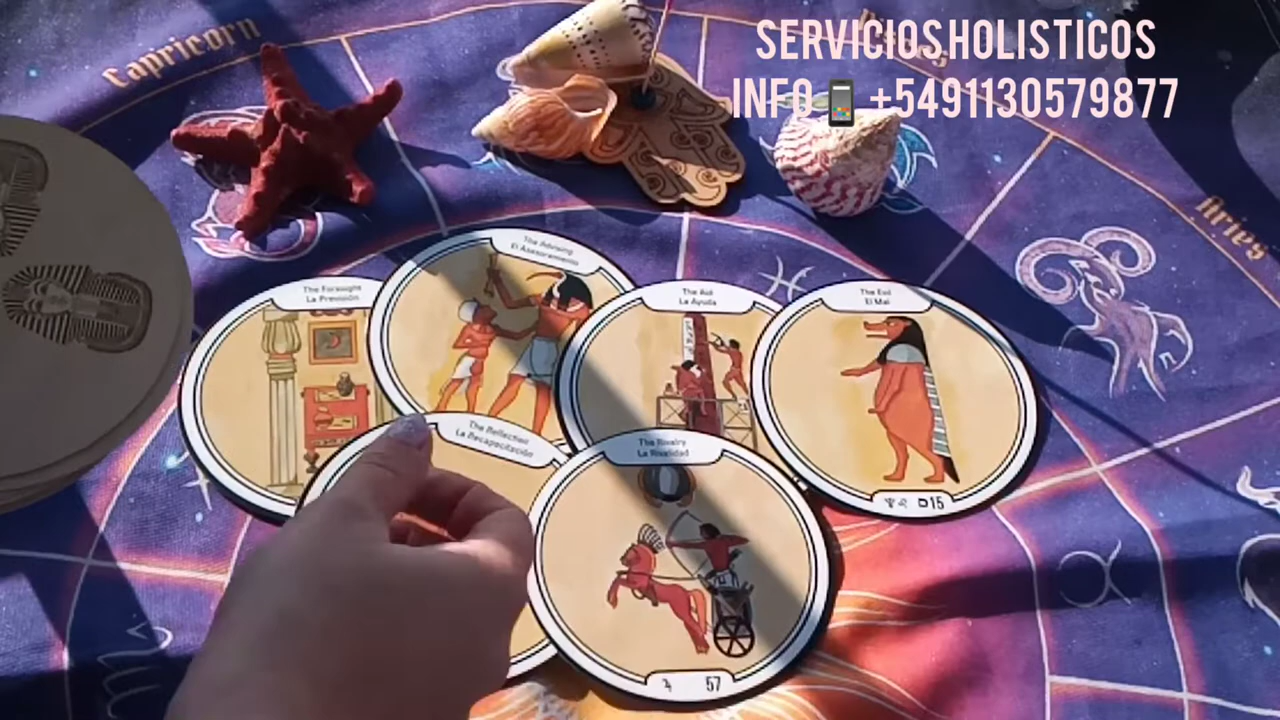 SERVICIOS HOLISTICOS
INFO📱+5491130579877
Capricorn
Aries
The Advising
El Asesoramiento
The Foresight
La Previsión
The Aid
La Ayuda
The Evil
El Mal
15
The Reflection
La Recapacitación
The Rivalry
La Rivalidad
57